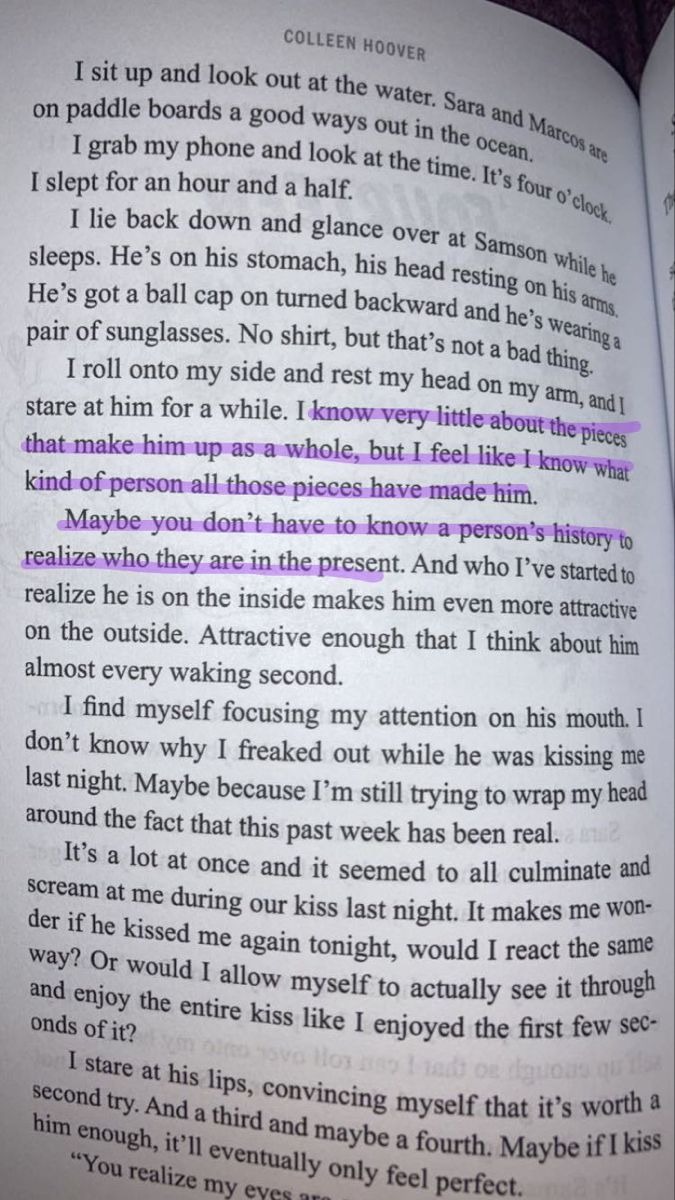 COLLEEN HOOVER
I sit up and look out at the water. Sara and Marcos are
on paddle boards a good ways out in the ocean.
I grab my phone and look at the time. It's four o'clock.
I slept for an hour and a half.
I lie back down and glance over at Samson while he
sleeps. He's on his stomach, his head resting on his arms.
He's got a ball cap on turned backward and he's wearing a
pair of sunglasses. No shirt, but that's not a bad thing.
I roll onto my side and rest my head on my arm, and I
stare at him for a while. I know very little about the pieces
that make him up as a whole, but I feel like I know what
kind of person all those pieces have made him.
Maybe you don't have to know a person's history to
realize who they are in the present. And who I've started to
realize he is on the inside makes him even more attractive
on the outside. Attractive enough that I think about him
almost every waking second.
I find myself focusing my attention on his mouth. I
don't know why I freaked out while he was kissing me
last night. Maybe because I'm still trying to wrap my head
around the fact that this past week has been real.
It's a lot at once and it seemed to all culminate and
scream at me during our kiss last night. It makes me won-
der if he kissed me again tonight, would I react the same
way? Or would I allow myself to actually see it through
and enjoy the entire kiss like I enjoyed the first few sec-
onds of it?
I stare at his lips, convincing myself that it's worth a
second try. And a third and maybe a fourth. Maybe if I kiss
him enough, it'll eventually only feel perfect.
"You realize my eyes are